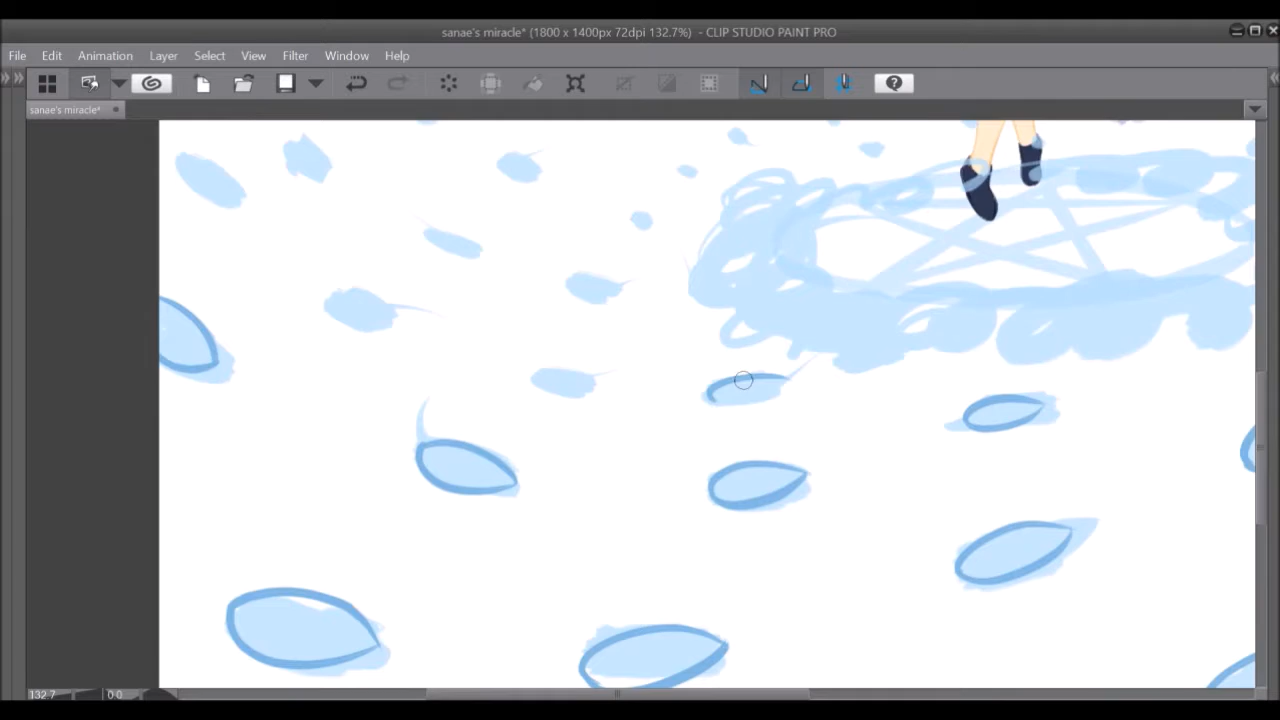 sanae's miracle* (1800 x 1400px 72dpi 132.7%) - CLIP STUDIO PAINT PRO
File Edit Animation Layer Select View Filter Window Help
sanae's miracle*
132.7 0.0